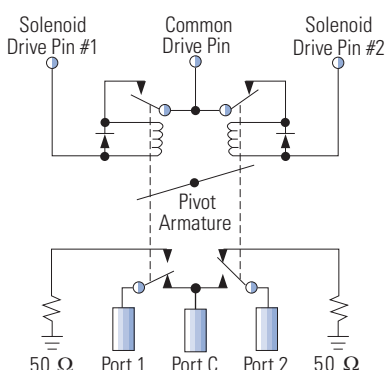 Solenoid
Drive Pin #1
Common
Drive Pin
Solenoid
Drive Pin #2
Pivot
Armature
50 Ω
Port 1
Port C
Port 2
50 Ω